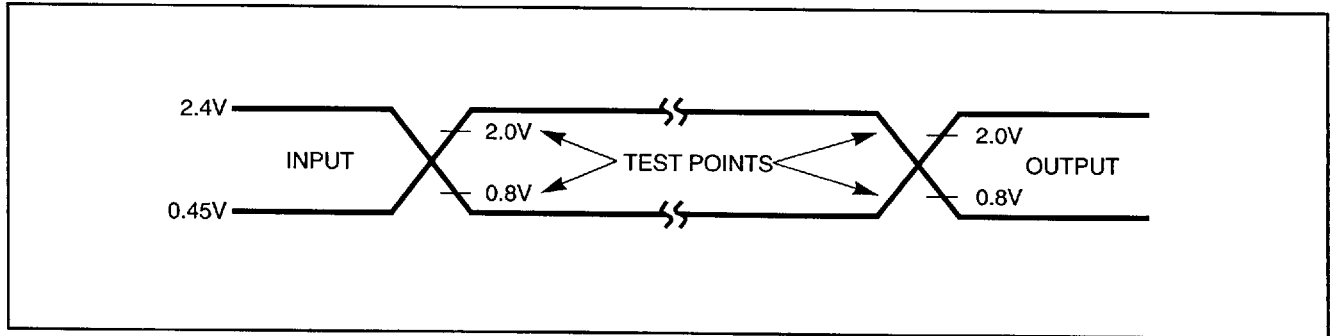 2.4V
INPUT
0.45V
2.0V
0.8V
TEST POINTS
2.0V
OUTPUT
0.8V